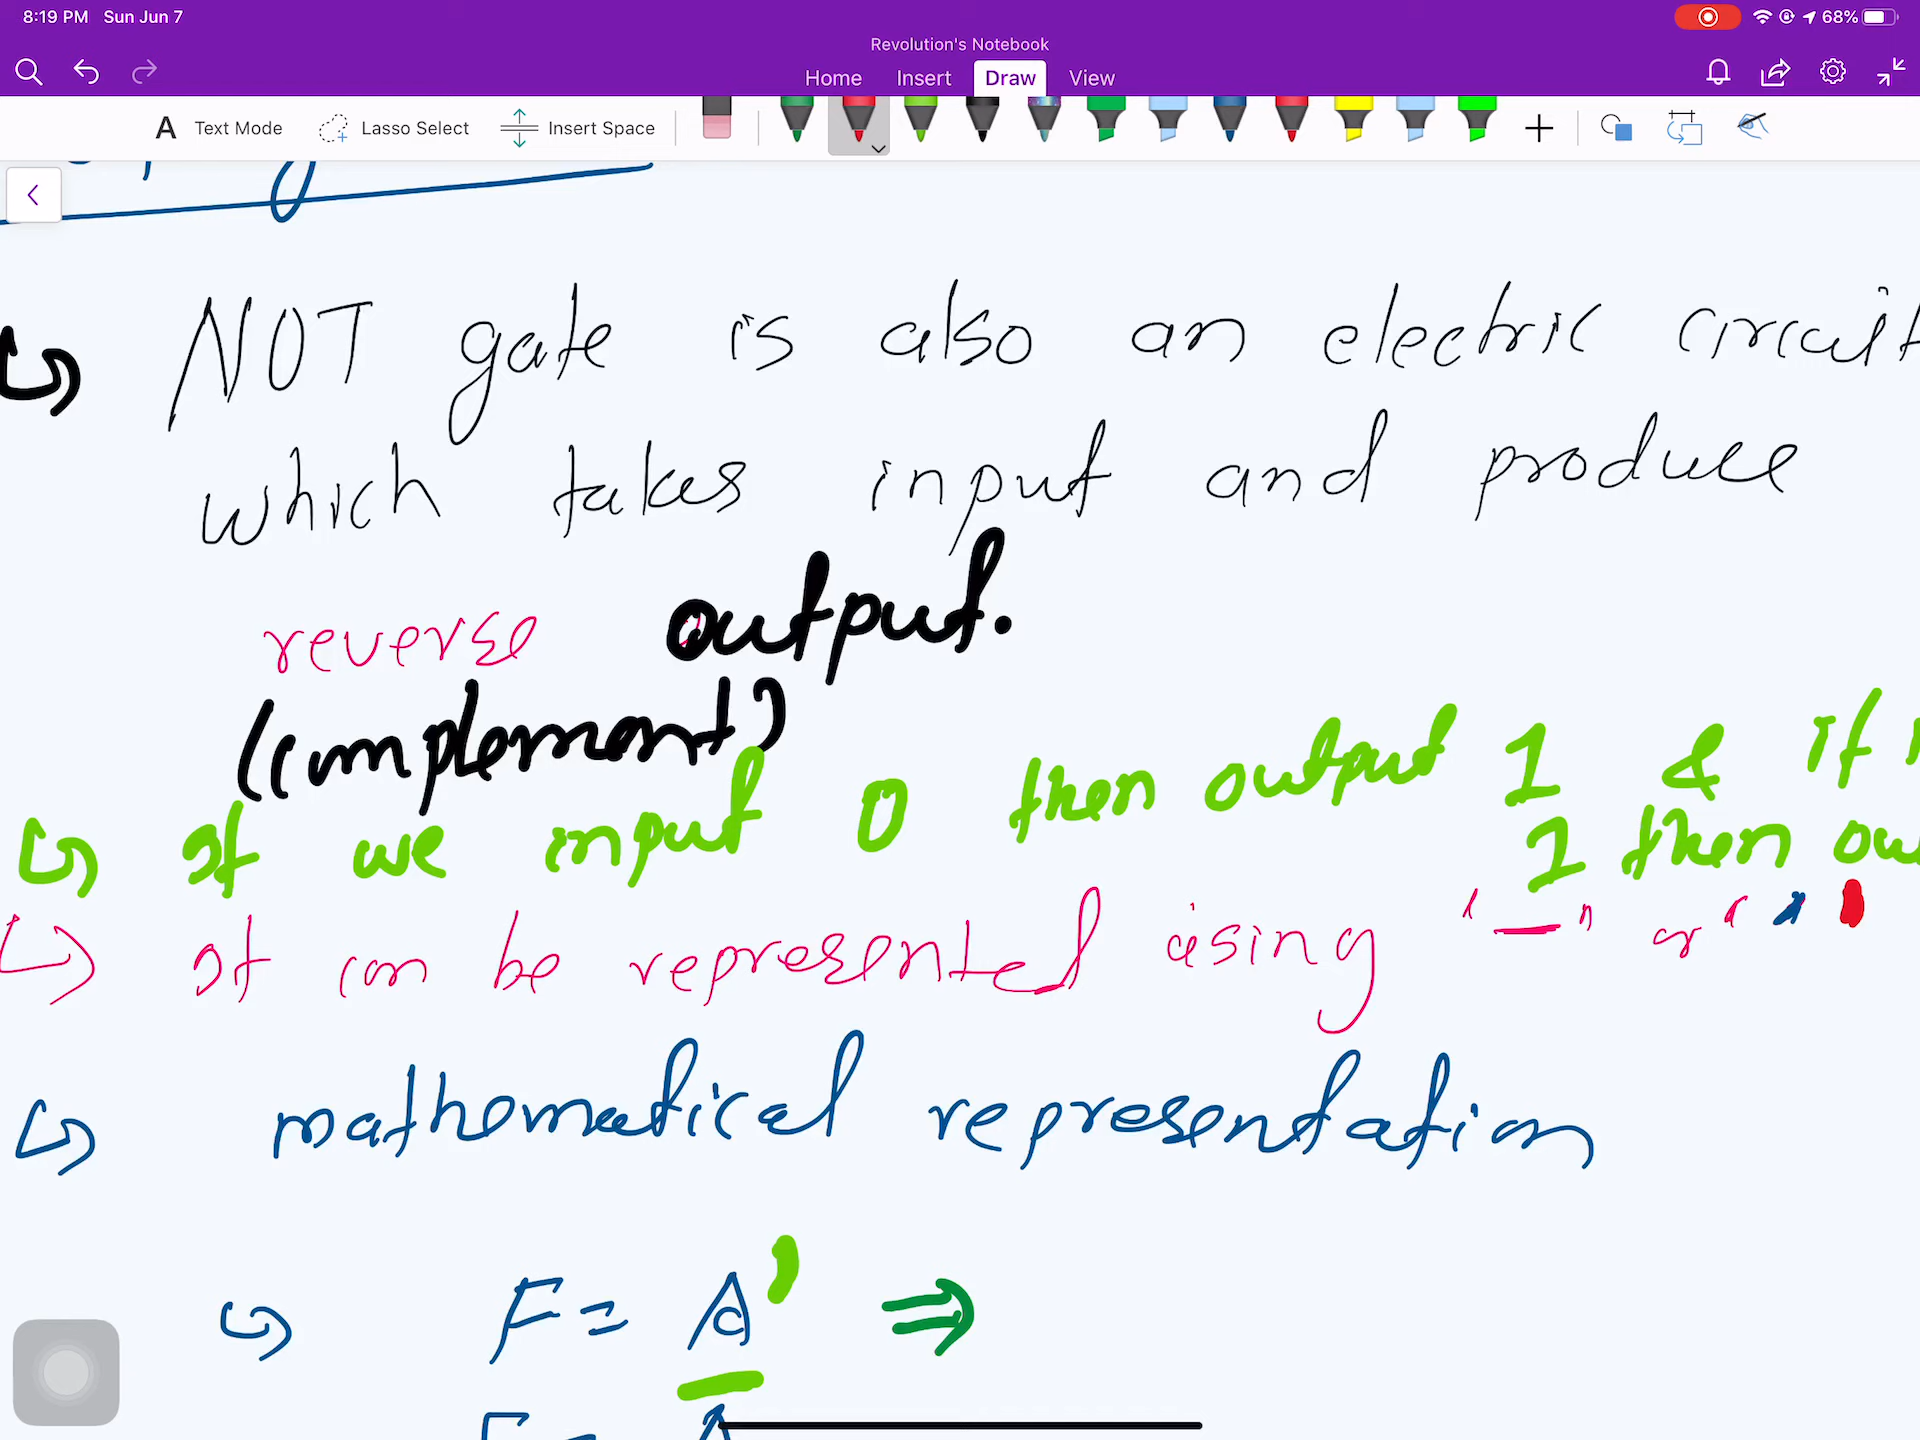 8:19 PM Sun Jun 7
68%
Revolution's Notebook
Home Insert Draw View
A Text Mode Lasso Select Insert Space
NOT gate is also an electric circuit
which takes input and produce
reverse output.
(complement)
If we input 0 then output 1 & if
1 then ou
It can be represented using '—' or '
mathematical representation
F = A' ⇒